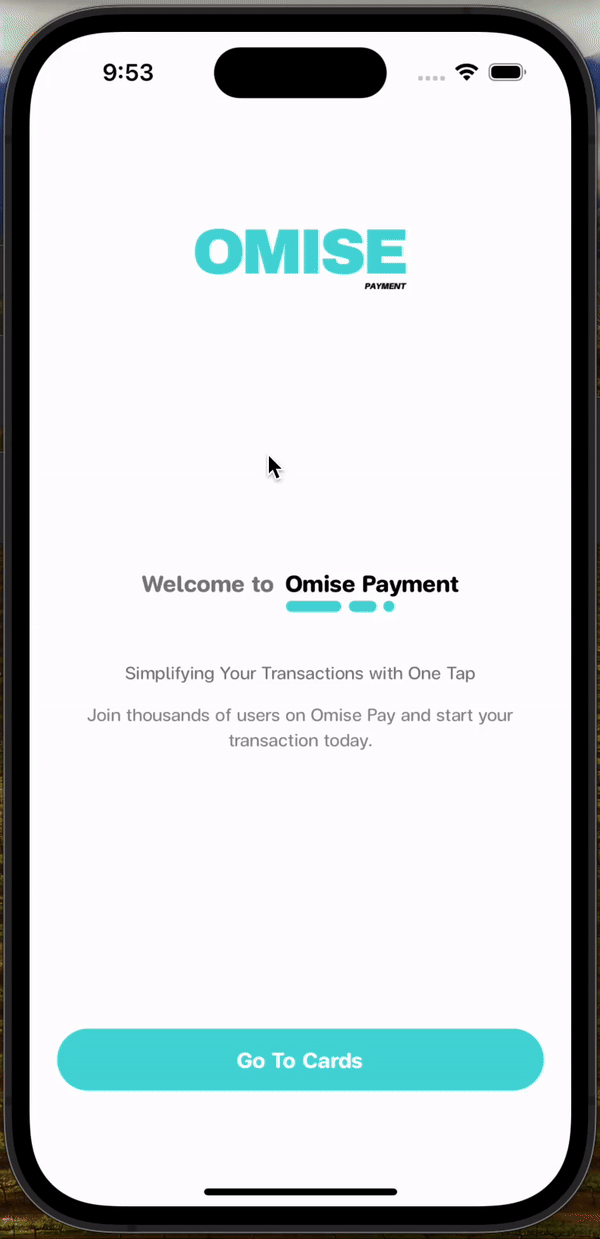 9:53
OMISE
PAYMENT
Welcome to Omise Payment
Simplifying Your Transactions with One Tap
Join thousands of users on Omise Pay and start your
transaction today.
Go To Cards